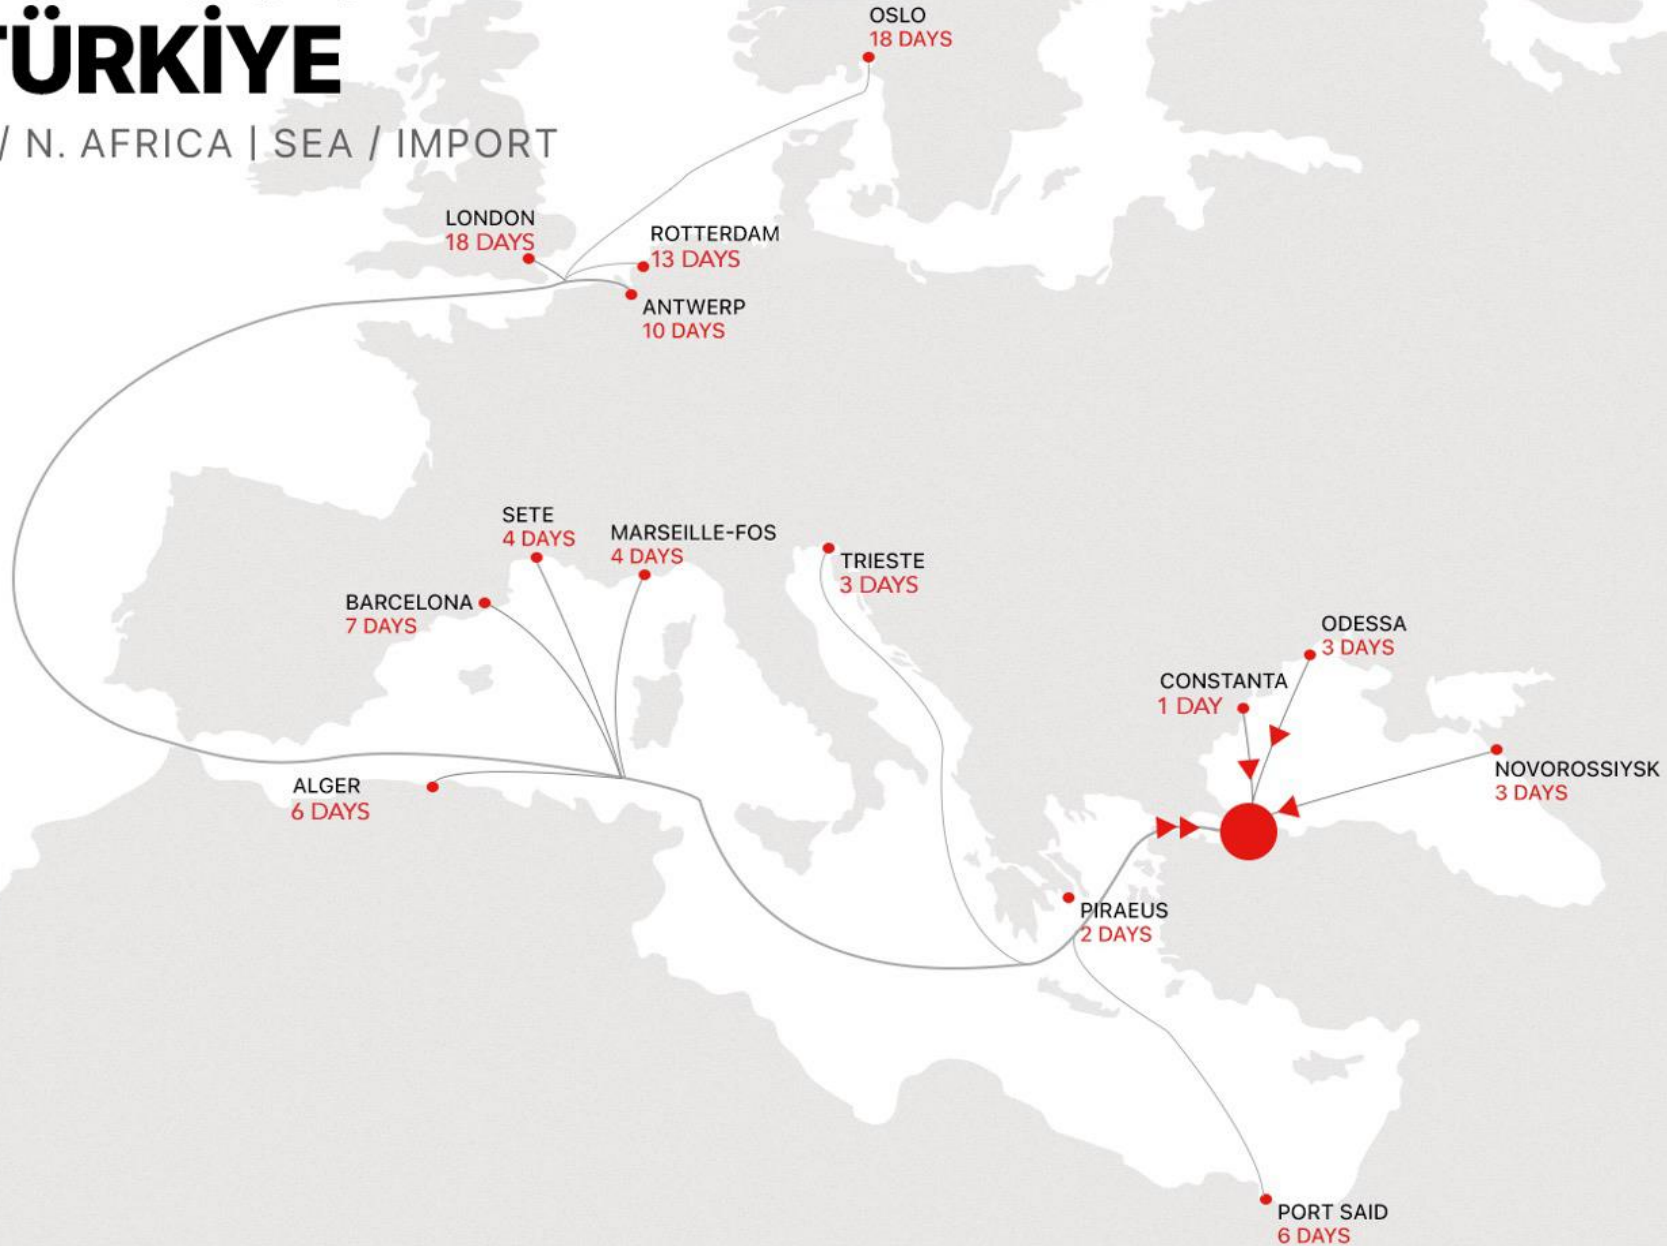 TÜRKİYE
/ N. AFRICA | SEA / IMPORT
OSLO
18 DAYS
LONDON
18 DAYS
ROTTERDAM
13 DAYS
ANTWERP
10 DAYS
SETE
4 DAYS
MARSEILLE-FOS
4 DAYS
BARCELONA
7 DAYS
TRIESTE
3 DAYS
ODESSA
3 DAYS
CONSTANTA
1 DAY
NOVOROSSIYSK
3 DAYS
ALGER
6 DAYS
PIRAEUS
2 DAYS
PORT SAID
6 DAYS